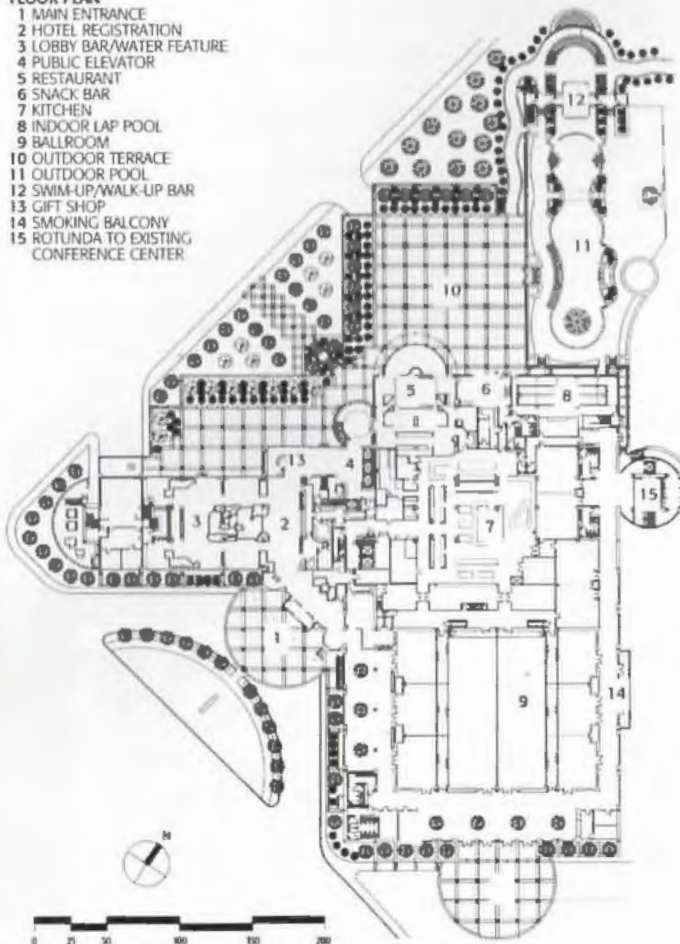 FLOOR PLAN
1 MAIN ENTRANCE
2 HOTEL REGISTRATION
3 LOBBY BAR/WATER FEATURE
4 PUBLIC ELEVATOR
5 RESTAURANT
6 SNACK BAR
7 KITCHEN
8 INDOOR LAP POOL
9 BALLROOM
10 OUTDOOR TERRACE
11 OUTDOOR POOL
12 SWIM-UP/WALK-UP BAR
13 GIFT SHOP
14 SMOKING BALCONY
15 ROTUNDA TO EXISTING
CONFERENCE CENTER
12
11
10
5
6
8
13
4
15
3
2
7
1
14
9
N
0 25 50 100 150 200